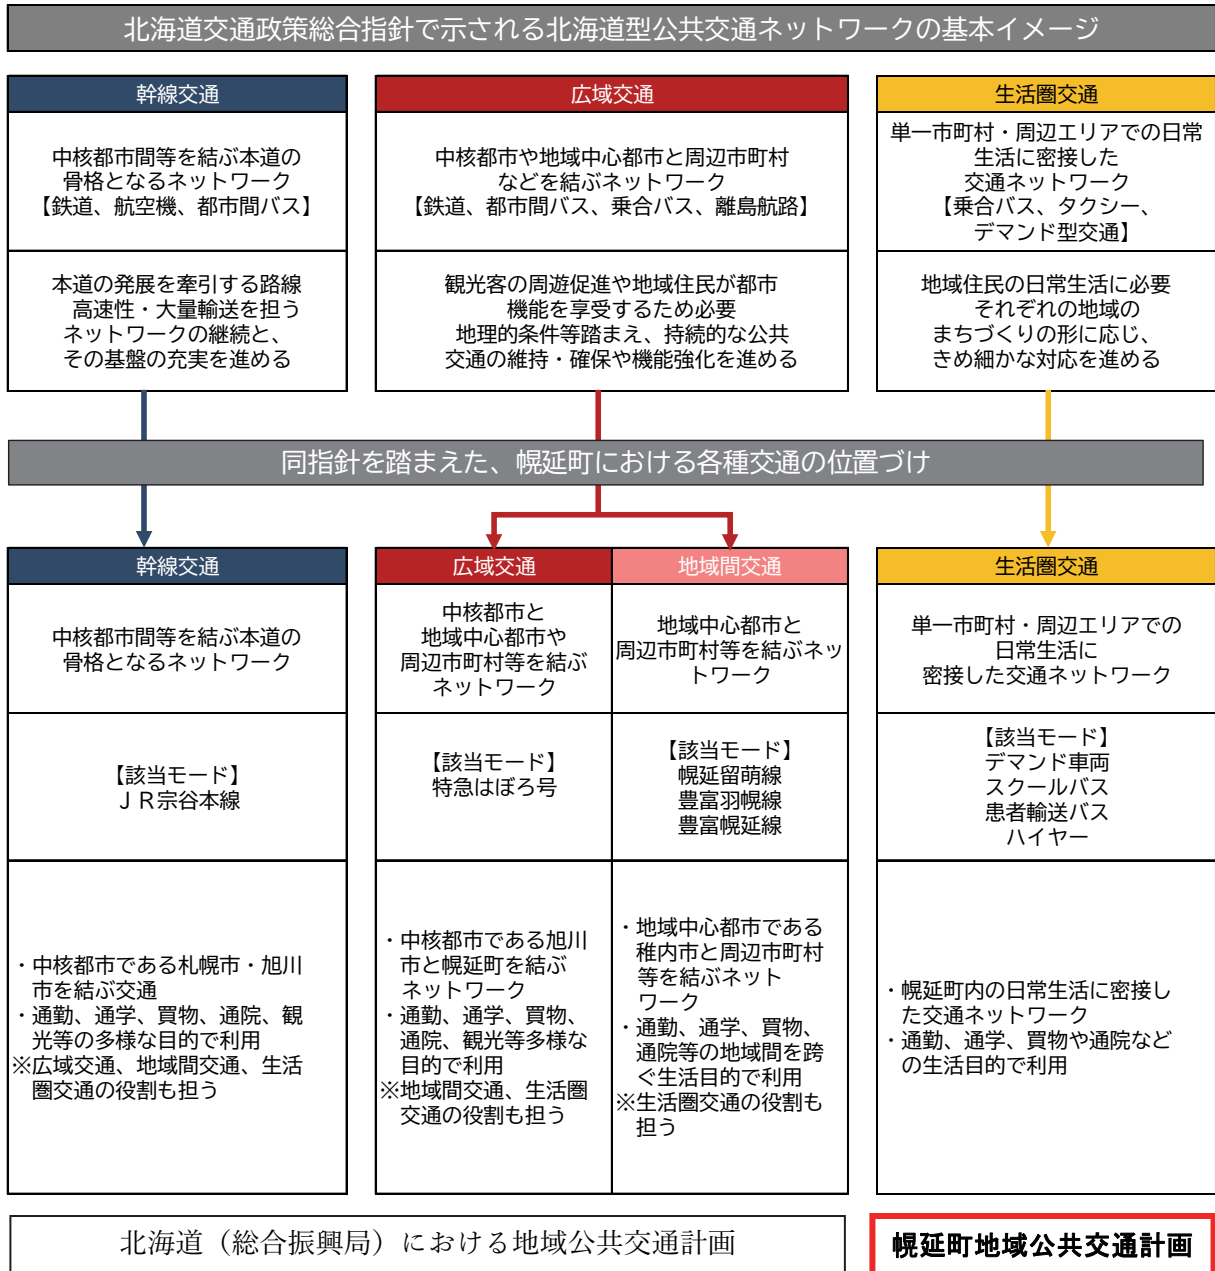 北海道交通政策総合指針で示される北海道型公共交通ネットワークの基本イメージ
幹線交通
中核都市間等を結ぶ本道の
骨格となるネットワーク
【鉄道、航空機、都市間バス】
本道の発展を牽引する路線
高速性・大量輸送を担う
ネットワークの継続と、
その基盤の充実を進める
広域交通
中核都市や地域中心都市と周辺市町村
などを結ぶネットワーク
【鉄道、都市間バス、乗合バス、離島航路】
観光客の周遊促進や地域住民が都市
機能を享受するため必要
地理的条件等踏まえ、持続的な公共
交通の維持・確保や機能強化を進める
生活圏交通
単一市町村・周辺エリアでの日常
生活に密接した
交通ネットワーク
【乗合バス、タクシー、
デマンド型交通】
地域住民の日常生活に必要
それぞれの地域の
まちづくりの形に応じ、
きめ細かな対応を進める
同指針を踏まえた、幌延町における各種交通の位置づけ
幹線交通
中核都市間等を結ぶ本道の
骨格となるネットワーク
【該当モード】
ＪＲ宗谷本線
・中核都市である札幌市・旭川
市を結ぶ交通
・通勤、通学、買物、通院、観
光等の多様な目的で利用
※広域交通、地域間交通、生活
圏交通の役割も担う
広域交通
中核都市と
地域中心都市や
周辺市町村等を結ぶ
ネットワーク
【該当モード】
特急はぼろ号
・中核都市である旭川
市と幌延町を結ぶ
ネットワーク
・通勤、通学、買物、
通院、観光等多様な
目的で利用
※地域間交通、生活圏
交通の役割も担う
地域間交通
地域中心都市と
周辺市町村等を結ぶネッ
トワーク
【該当モード】
幌延留萌線
豊富羽幌線
豊富幌延線
・地域中心都市である
稚内市と周辺市町村
等を結ぶネット
ワーク
・通勤、通学、買物、
通院等の地域間を跨
ぐ生活目的で利用
※生活圏交通の役割も
担う
生活圏交通
単一市町村・周辺エリアでの
日常生活に
密接した交通ネットワーク
【該当モード】
デマンド車両
スクールバス
患者輸送バス
ハイヤー
・幌延町内の日常生活に密接し
た交通ネットワーク
・通勤、通学、買物や通院など
の生活目的で利用
北海道（総合振興局）における地域公共交通計画
幌延町地域公共交通計画